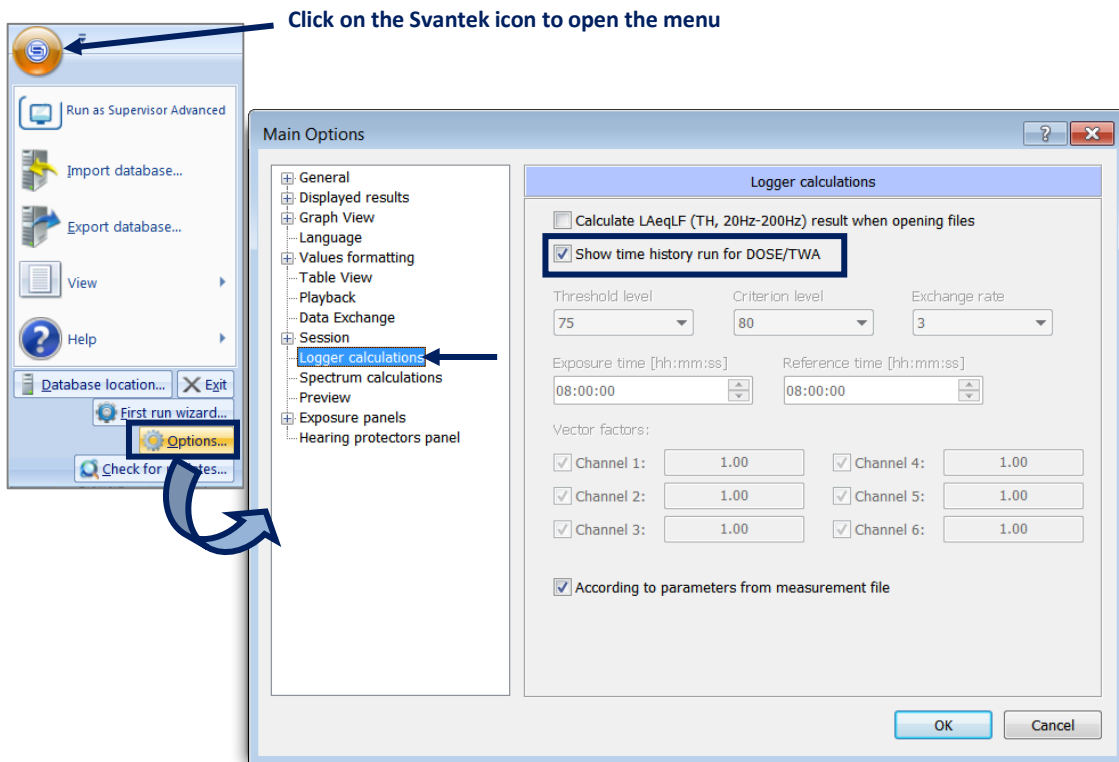 Click on the Svantek icon to open the menu
Run as Supervisor Advanced
Import database...
Export database...
View
Help
Database location...
Exit
First run wizard...
Options...
Check for
tes...
Main Options
General
Displayed results
Graph View
Language
Values formatting
Table View
Playback
Data Exchange
Session
Logger calculations
Spectrum calculations
Preview
Exposure panels
Hearing protectors panel
Logger calculations
Calculate LAeqLF (TH, 20Hz-200Hz) result when opening files
Show time history run for DOSE/TWA
Threshold level Criterion level Exchange rate
75 80 3
Exposure time [hh:mm:ss] Reference time [hh:mm:ss]
08:00:00 08:00:00
Vector factors:
Channel 1: 1.00 Channel 4: 1.00
Channel 2: 1.00 Channel 5: 1.00
Channel 3: 1.00 Channel 6: 1.00
According to parameters from measurement file
OK Cancel